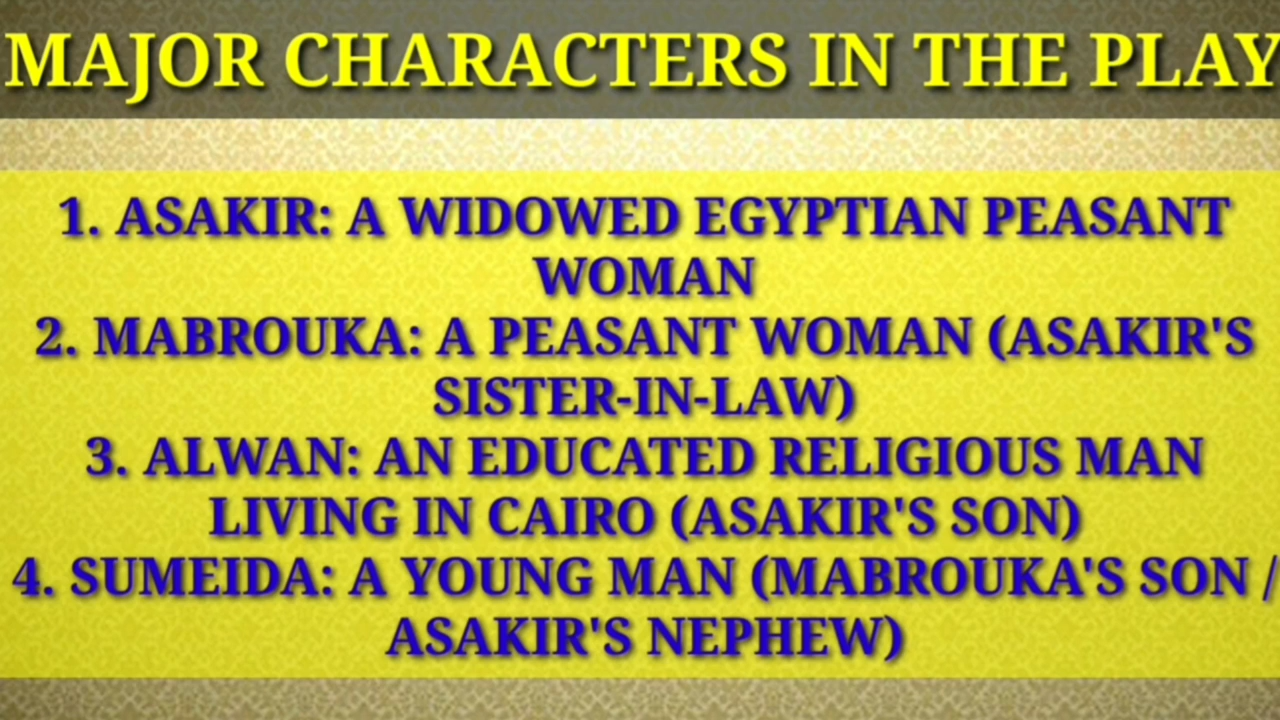 MAJOR CHARACTERS IN THE PLAY
1. ASAKIR: A WIDOWED EGYPTIAN PEASANT
WOMAN
2. MABROUKA: A PEASANT WOMAN (ASAKIR'S
SISTER-IN-LAW)
3. ALWAN: AN EDUCATED RELIGIOUS MAN
LIVING IN CAIRO (ASAKIR'S SON)
4. SUMEIDA: A YOUNG MAN (MABROUKA'S SON /
ASAKIR'S NEPHEW)